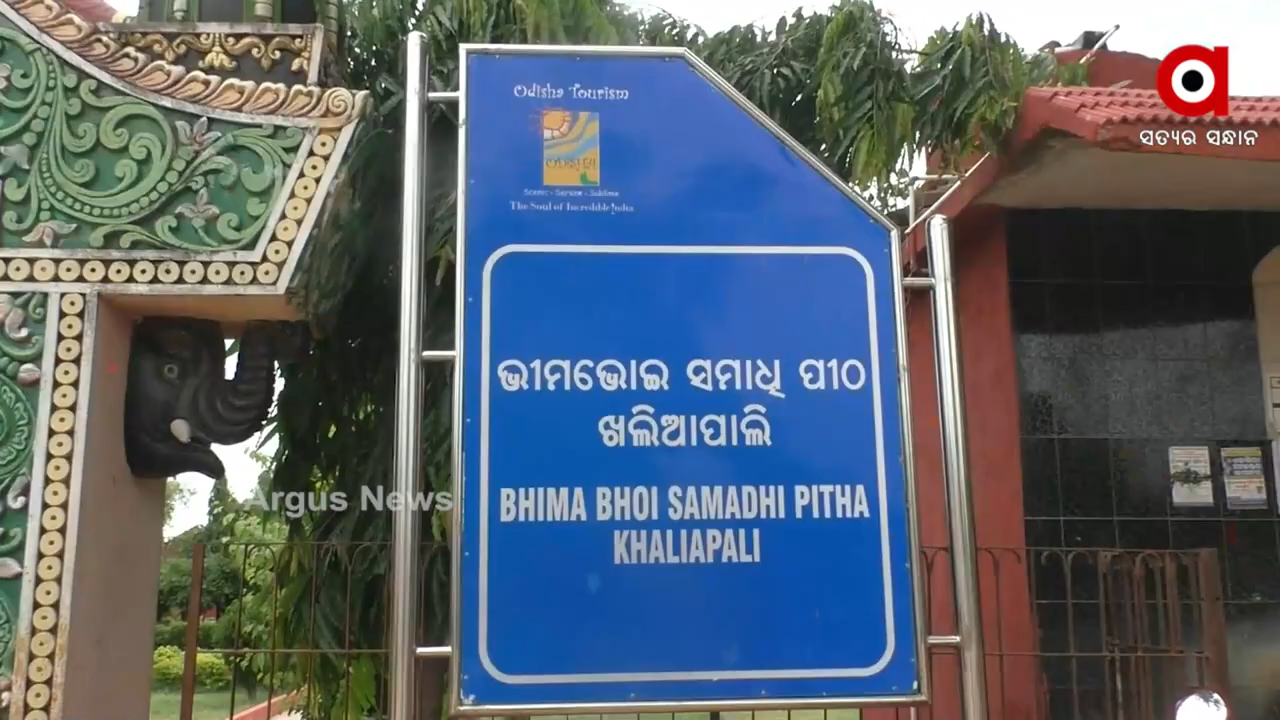 Odisha Tourism
ଓଡ଼ିଶା
Scenic · Serene · Sublime
The Soul of Incredible India
ଭୀମଭୋଇ ସମାଧି ପୀଠ
ଖଲିଆପାଲି
BHIMA BHOI SAMADHI PITHA
KHALIAPALI
Argus News
ସତ୍ୟର ସନ୍ଧାନ